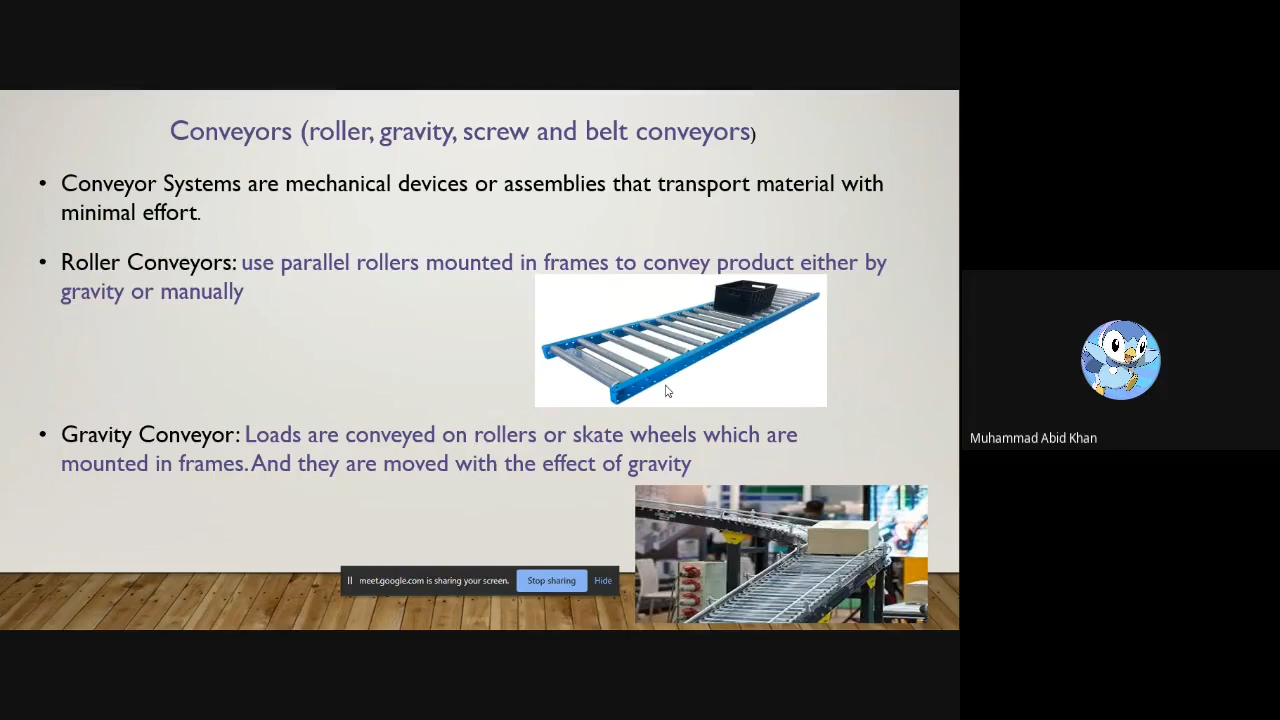 Conveyors (roller, gravity, screw and belt conveyors)
• Conveyor Systems are mechanical devices or assemblies that transport material with
minimal effort.
• Roller Conveyors: use parallel rollers mounted in frames to convey product either by
gravity or manually
• Gravity Conveyor: Loads are conveyed on rollers or skate wheels which are
mounted in frames. And they are moved with the effect of gravity
meet.google.com is sharing your screen. Stop sharing Hide
Muhammad Abid Khan